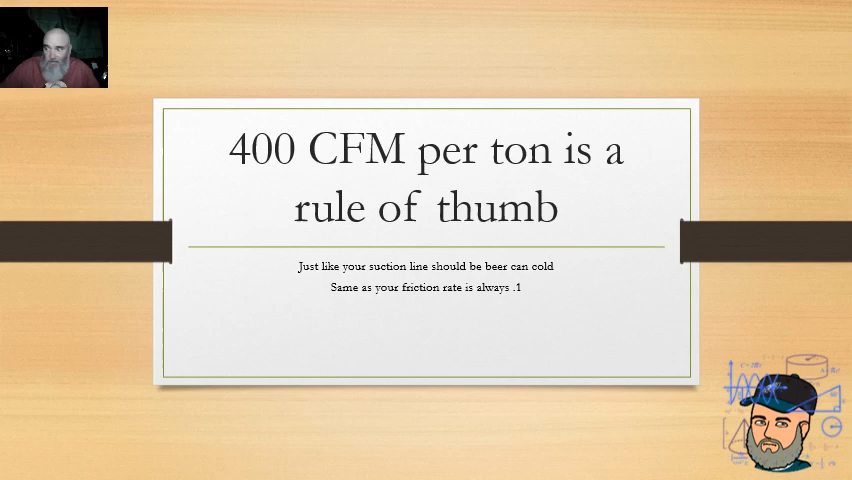 400 CFM per ton is a
rule of thumb
Just like your suction line should be beer can cold
Same as your friction rate is always .1